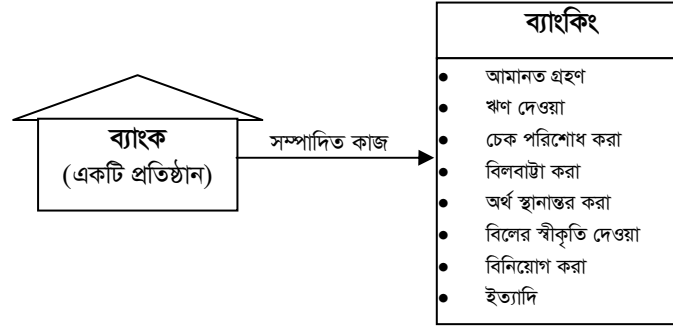 ব্যাংক
(একটি প্রতিষ্ঠান)
সম্পাদিত কাজ
ব্যাংকিং
● আমানত গ্রহণ
● ঋণ দেওয়া
● চেক পরিশোধ করা
● বিলবাট্টা করা
● অর্থ স্থানান্তর করা
● বিলের স্বীকৃতি দেওয়া
● বিনিয়োগ করা
● ইত্যাদি